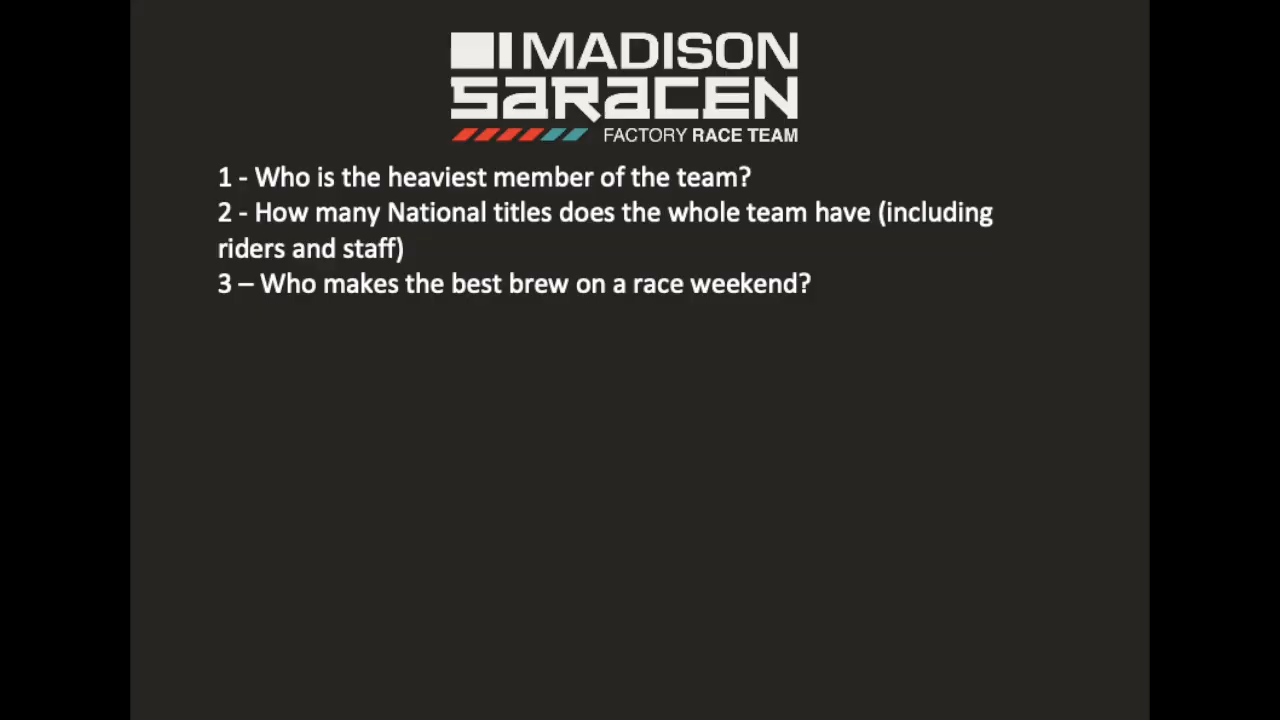 MADISON
SARACEN
FACTORY RACE TEAM
1 - Who is the heaviest member of the team?
2 - How many National titles does the whole team have (including
riders and staff)
3 – Who makes the best brew on a race weekend?